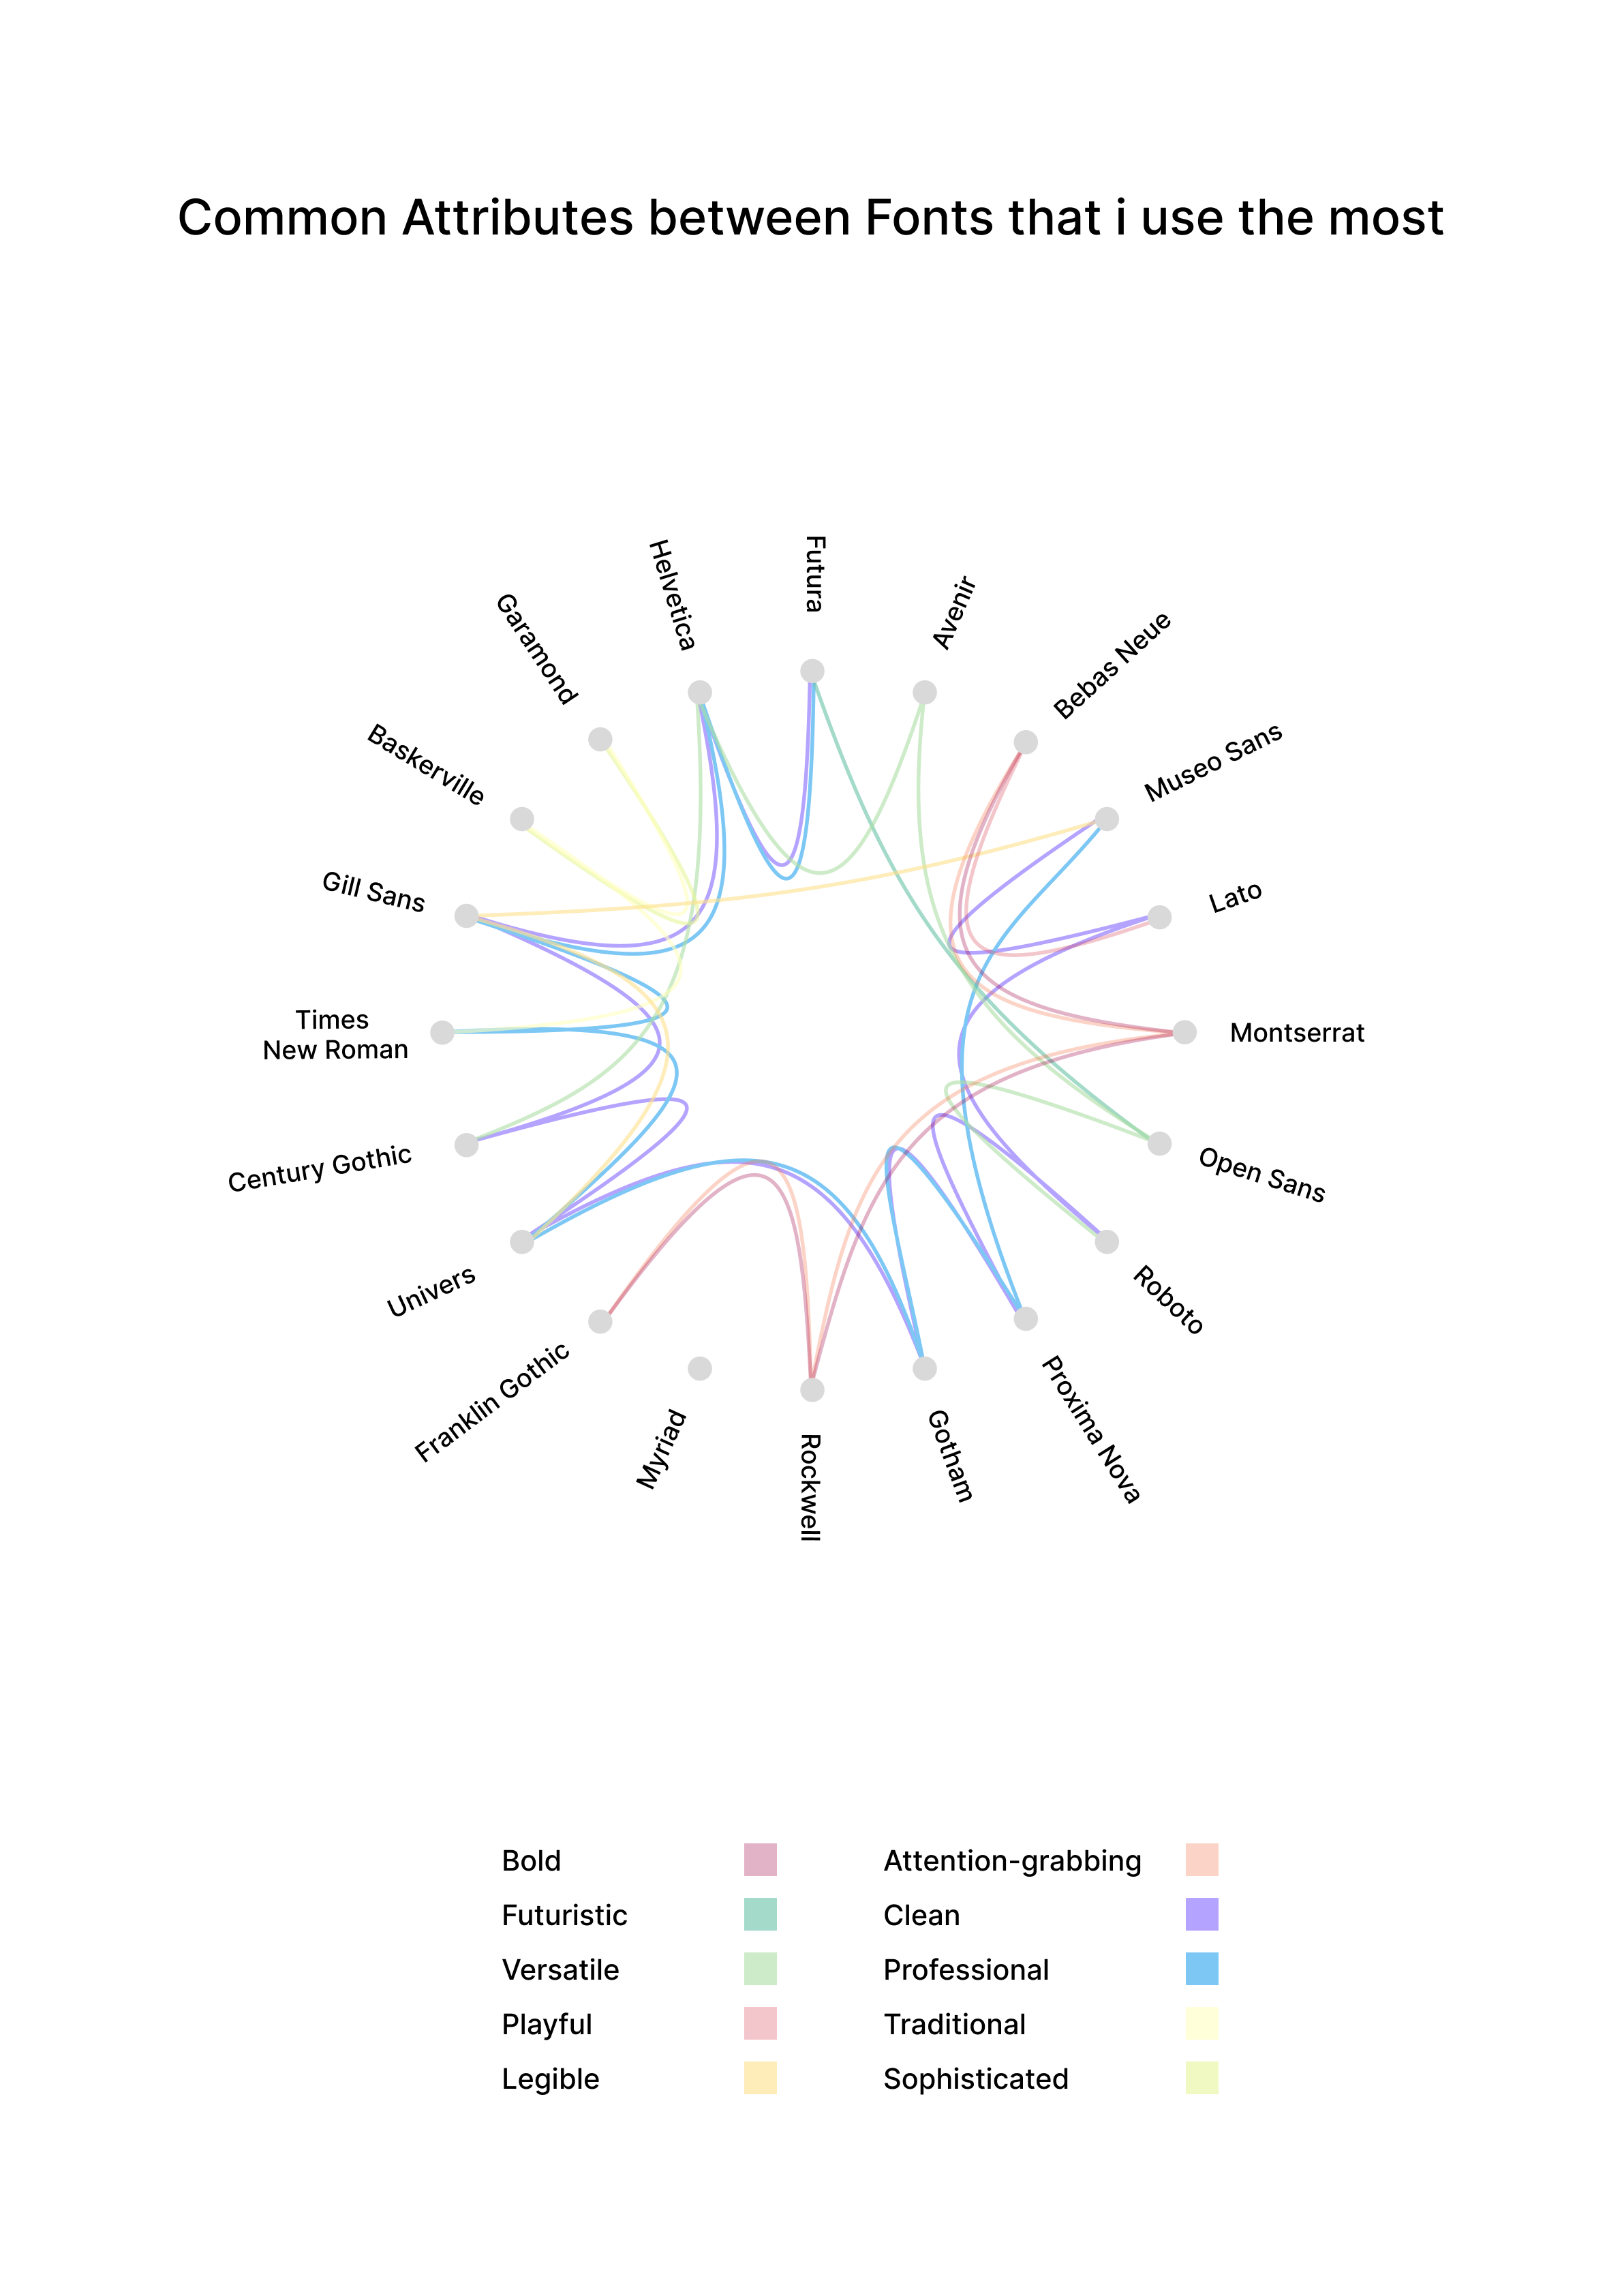 Common Attributes between Fonts that i use the most
Futura
Helvetica
Avenir
Garamond
Bebas Neue
Baskerville
Museo Sans
Gill Sans
Lato
Times
New Roman
Montserrat
Century Gothic
Open Sans
Univers
Roboto
Franklin Gothic
Proxima Nova
Myriad
Rockwell
Gotham
Bold
Futuristic
Versatile
Playful
Legible
Attention-grabbing
Clean
Professional
Traditional
Sophisticated